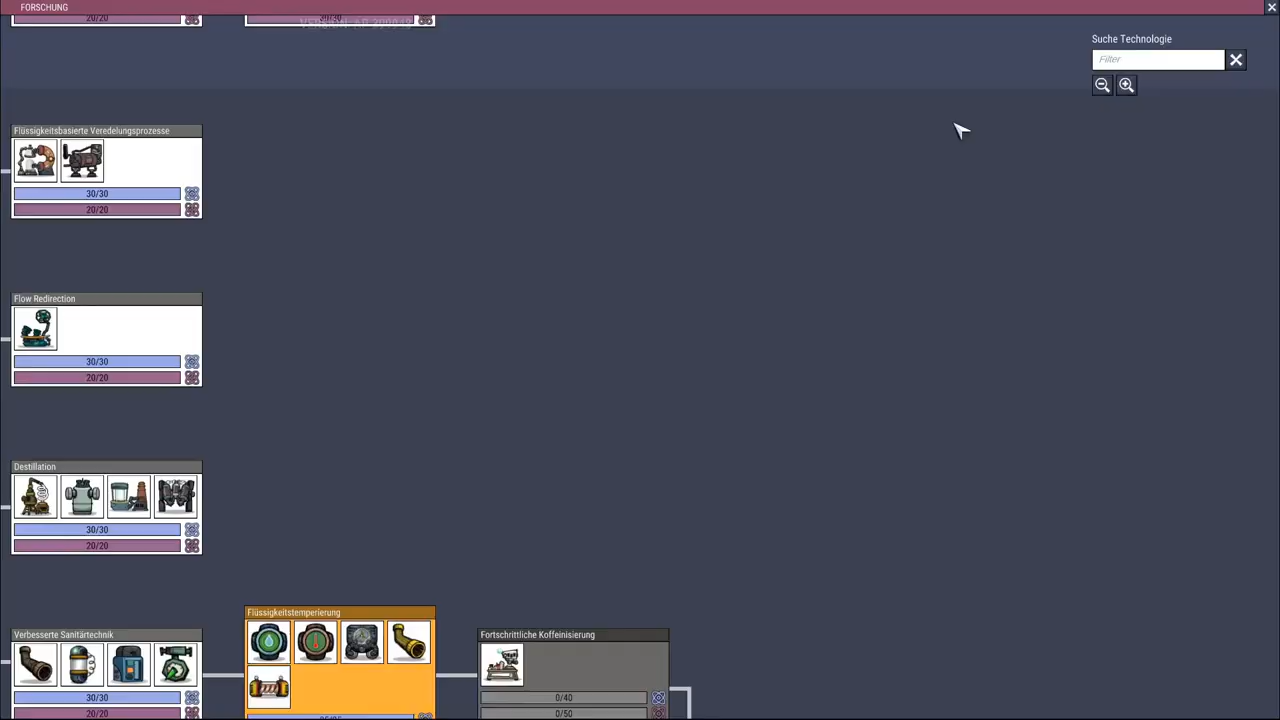 FORSCHUNG
20/20
Suche Technologie
Filter
Flüssigkeitsbasierte Veredelungsprozesse
30/30
20/20
Flow Redirection
30/30
20/20
Destillation
30/30
20/20
Flüssigkeitstemperierung
Verbesserte Sanitärtechnik
Fortschrittliche Koffeinisierung
30/30
0/40
20/20
0/50